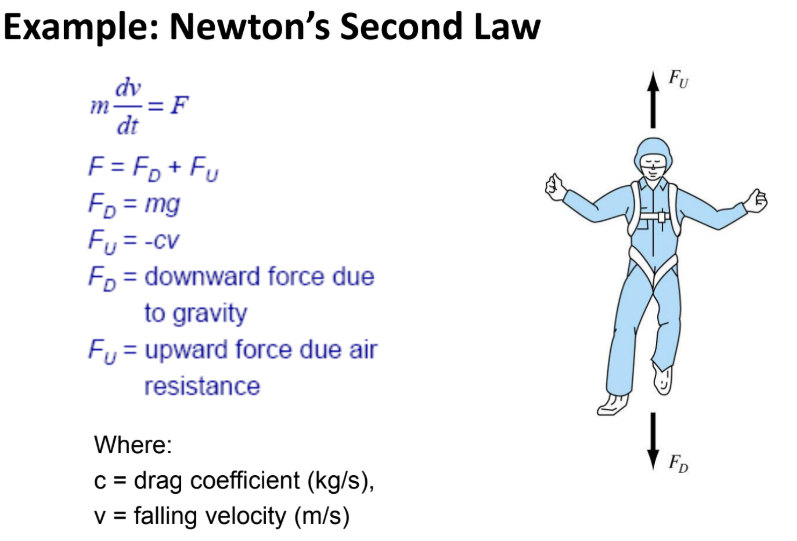 Example: Newton's Second Law
m dv/dt = F
F = F_D + F_U
F_D = mg
F_U = -cv
F_D = downward force due
to gravity
F_U = upward force due air
resistance
Where:
c = drag coefficient (kg/s),
v = falling velocity (m/s)
F_U
F_D